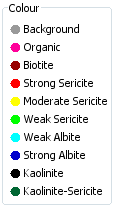 Colour
Background
Organic
Biotite
Strong Sericite
Moderate Sericite
Weak Sericite
Weak Albite
Strong Albite
Kaolinite
Kaolinite-Sericite